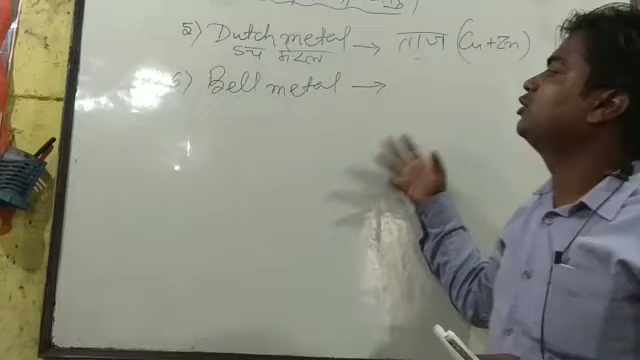 5) Dutch metal → ताज (Cu+Zn)
डच मेटल
6) Bell metal →